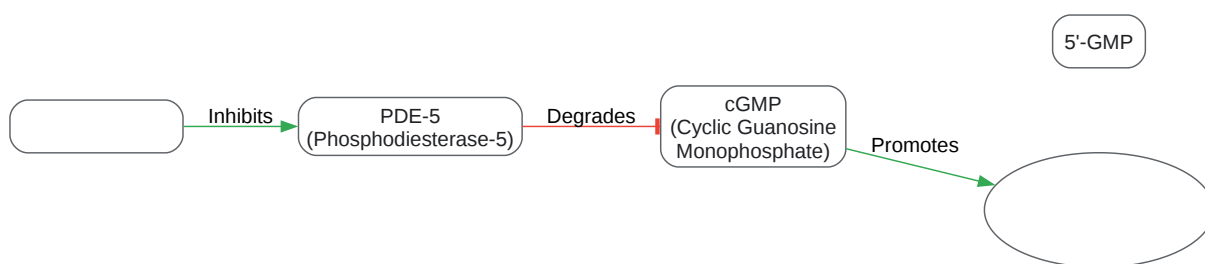 5'-GMP
Inhibits
PDE-5
(Phosphodiesterase-5)
Degrades
cGMP
(Cyclic Guanosine
Monophosphate)
Promotes